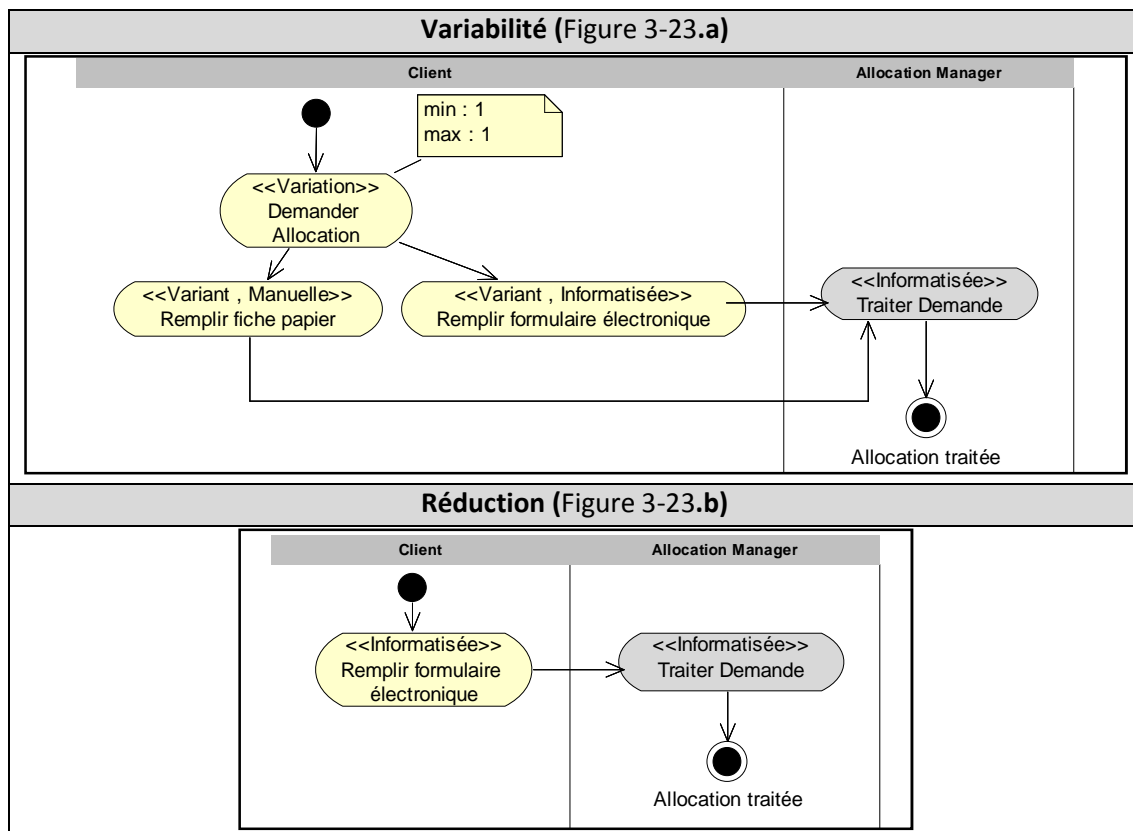 Variabilité (Figure 3-23.a)
Client
Allocation Manager
min : 1
max : 1
<<Variation>>
Demander
Allocation
<<Variant , Manuelle>>
Remplir fiche papier
<<Variant , Informatisée>>
Remplir formulaire électronique
<<Informatisée>>
Traiter Demande
Allocation traitée
Réduction (Figure 3-23.b)
Client
Allocation Manager
<<Informatisée>>
Remplir formulaire
électronique
<<Informatisée>>
Traiter Demande
Allocation traitée